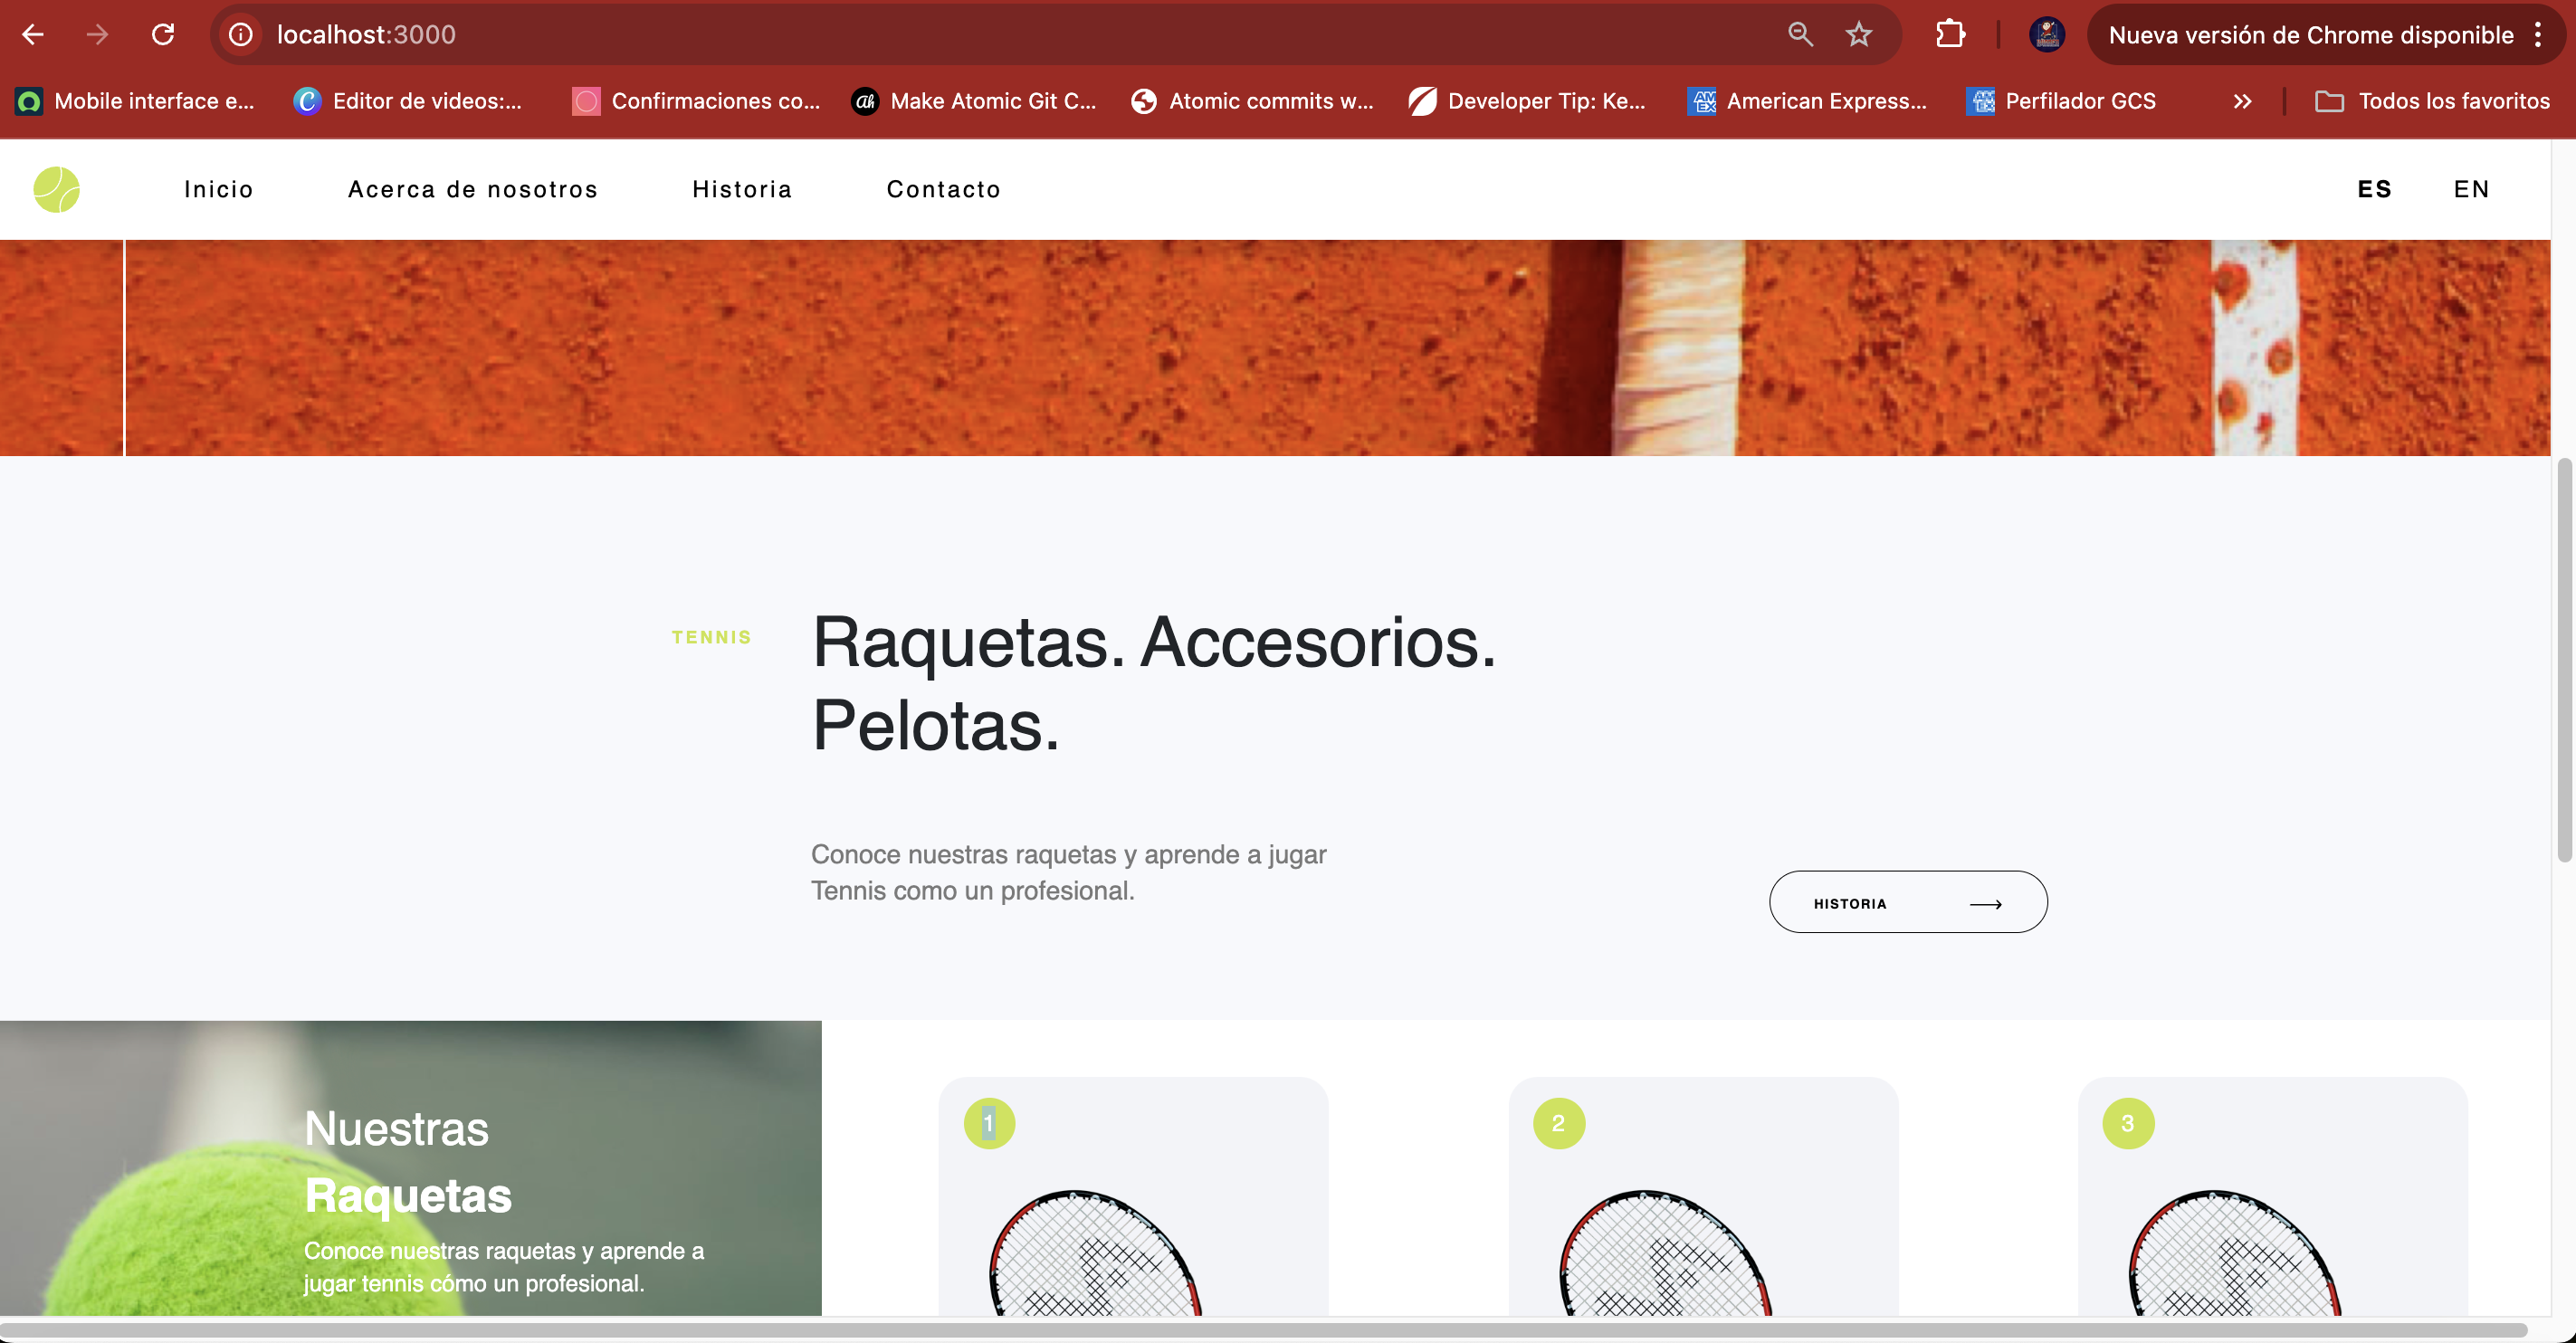 localhost:3000
Nueva versión de Chrome disponible
Mobile interface e...
Editor de videos:...
Confirmaciones co...
Make Atomic Git C...
Atomic commits w...
Developer Tip: Ke...
American Express...
Perfilador GCS
Todos los favoritos
Inicio
Acerca de nosotros
Historia
Contacto
ES
EN
TENNIS
Raquetas. Accesorios.
Pelotas.
Conoce nuestras raquetas y aprende a jugar
Tennis como un profesional.
HISTORIA
Nuestras
Raquetas
Conoce nuestras raquetas y aprende a
jugar tennis cómo un profesional.
1
2
3